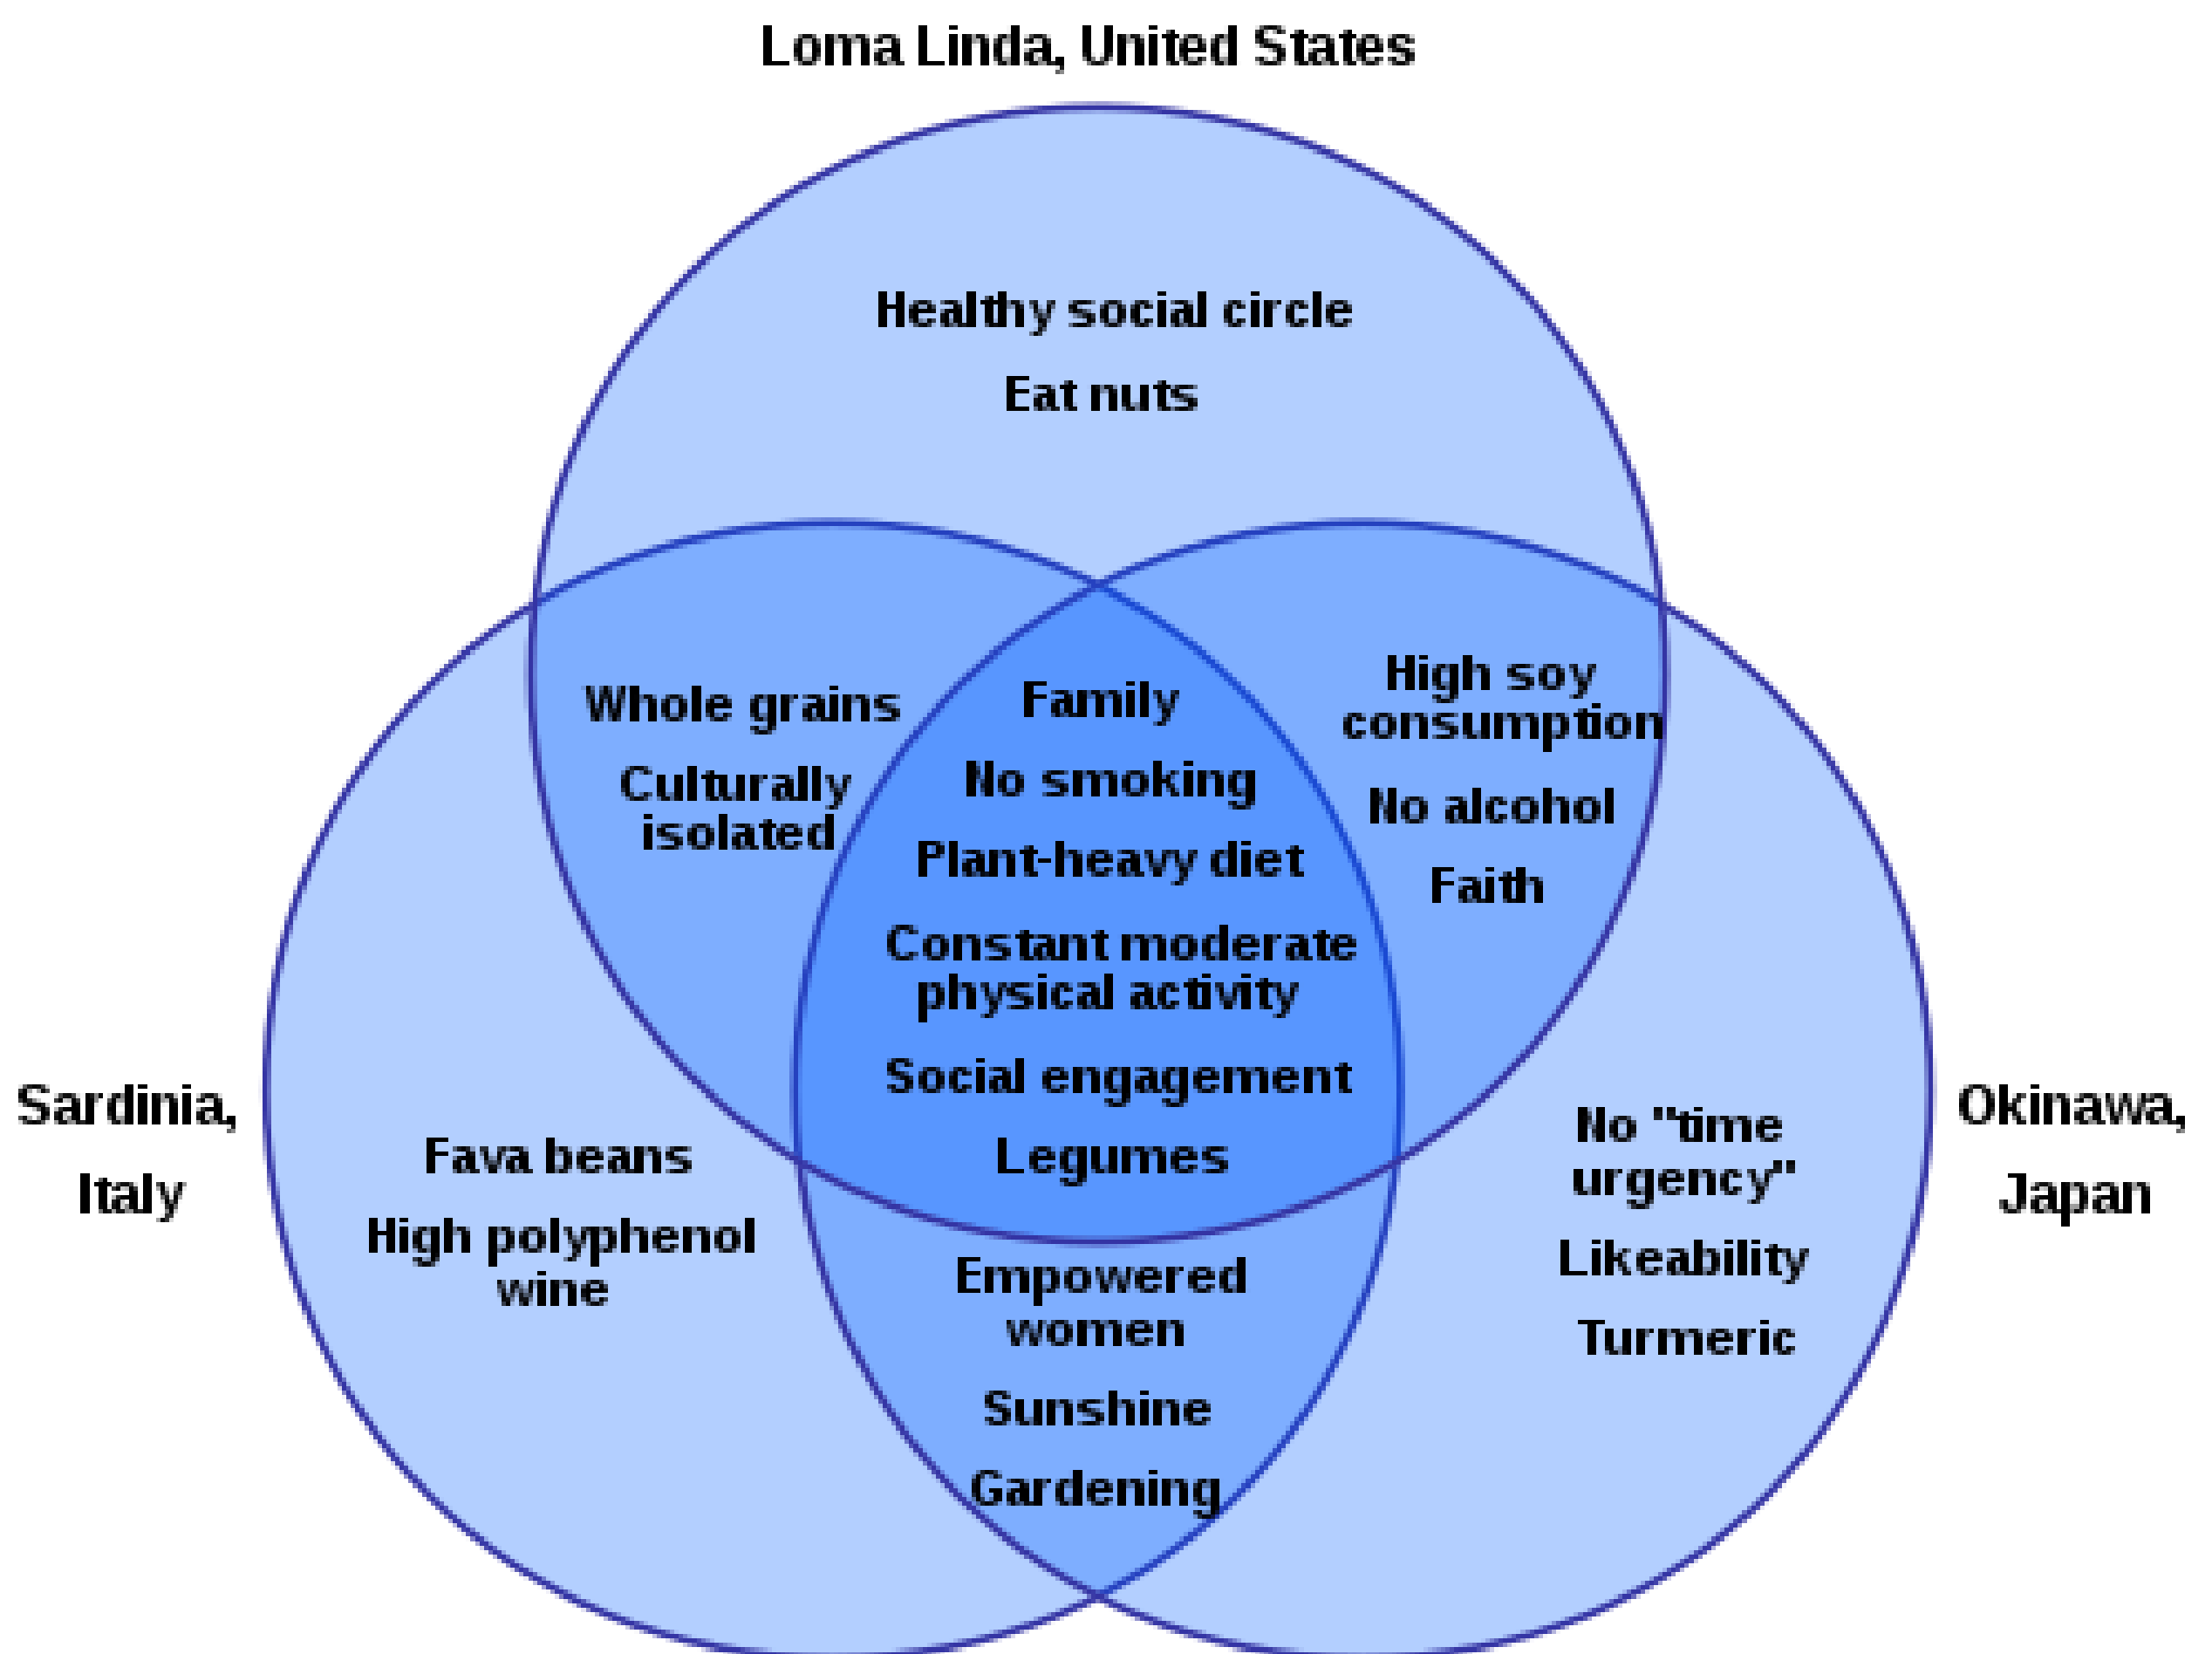 Loma Linda, United States
Healthy social circle
Eat nuts
Whole grains
Culturally
isolated
Family
No smoking
Plant-heavy diet
Constant moderate
physical activity
Social engagement
Legumes
High soy
consumption
No alcohol
Faith
Sardinia,
Italy
Fava beans
High polyphenol
wine
Empowered
women
Sunshine
Gardening
No "time
urgency"
Likeability
Turmeric
Okinawa,
Japan